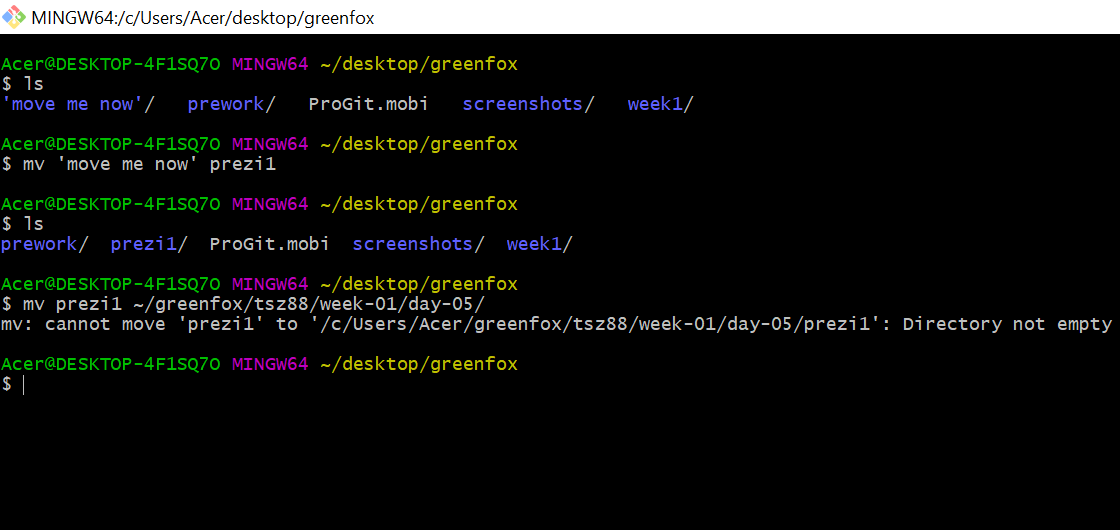 MINGW64:/c/Users/Acer/desktop/greenfox
Acer@DESKTOP-4F1SQ7O MINGW64 ~/desktop/greenfox
$ ls
'move me now'/   prework/   ProGit.mobi   screenshots/   week1/
Acer@DESKTOP-4F1SQ7O MINGW64 ~/desktop/greenfox
$ mv 'move me now' prezi1
Acer@DESKTOP-4F1SQ7O MINGW64 ~/desktop/greenfox
$ ls
prework/  prezi1/  ProGit.mobi  screenshots/  week1/
Acer@DESKTOP-4F1SQ7O MINGW64 ~/desktop/greenfox
$ mv prezi1 ~/greenfox/tsz88/week-01/day-05/
mv: cannot move 'prezi1' to '/c/Users/Acer/greenfox/tsz88/week-01/day-05/prezi1': Directory not empty
Acer@DESKTOP-4F1SQ7O MINGW64 ~/desktop/greenfox
$